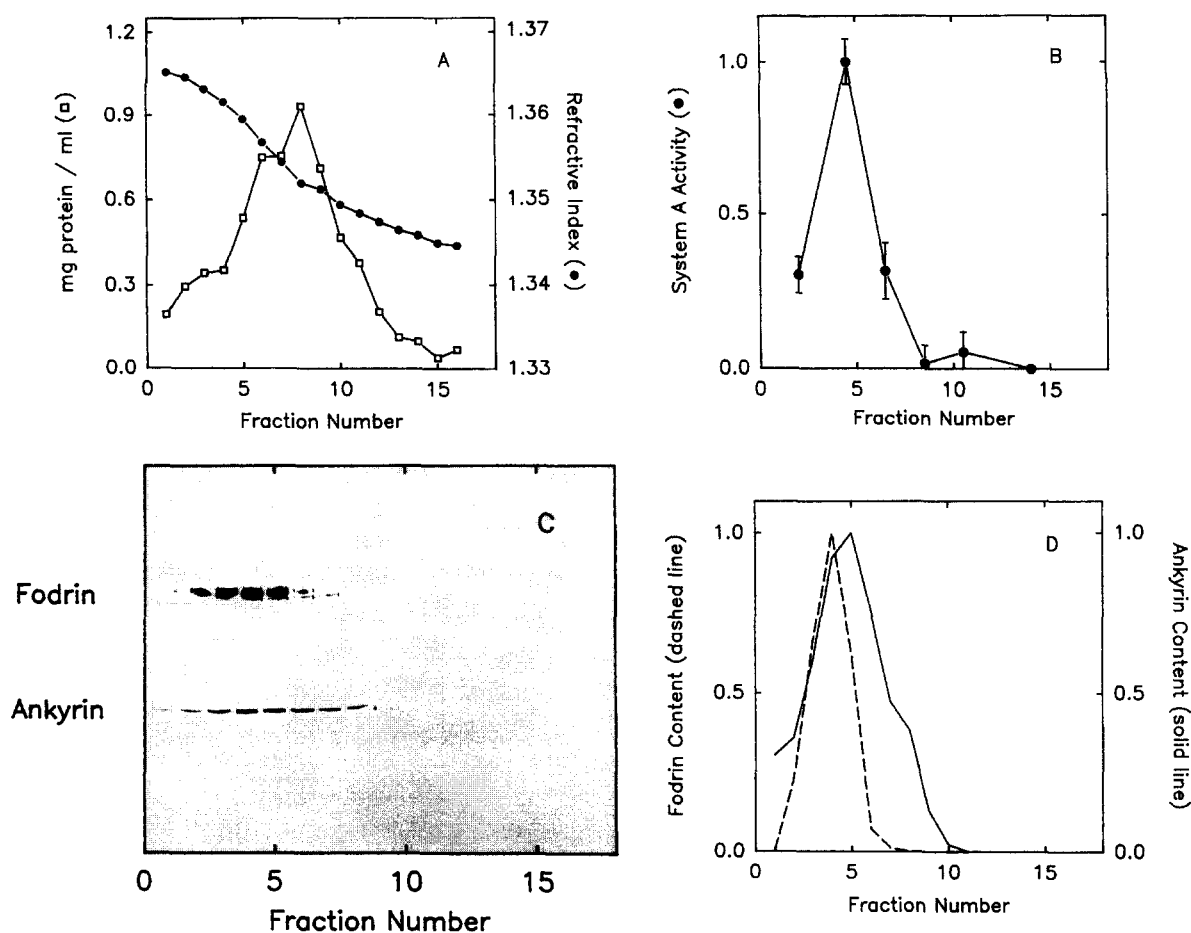 A
mg protein / ml (□)
1.2
0.9
0.6
0.3
0.0
1.37
1.36
1.35
1.34
1.33
Refractive Index (●)
0
5
10
15
Fraction Number
B
System A Activity (●)
1.0
0.5
0.0
0
5
10
15
Fraction Number
C
Fodrin
Ankyrin
0
5
10
15
Fraction Number
D
Fodrin Content (dashed line)
1.0
0.5
0.0
1.0
0.5
0.0
Ankyrin Content (solid line)
0
5
10
15
Fraction Number